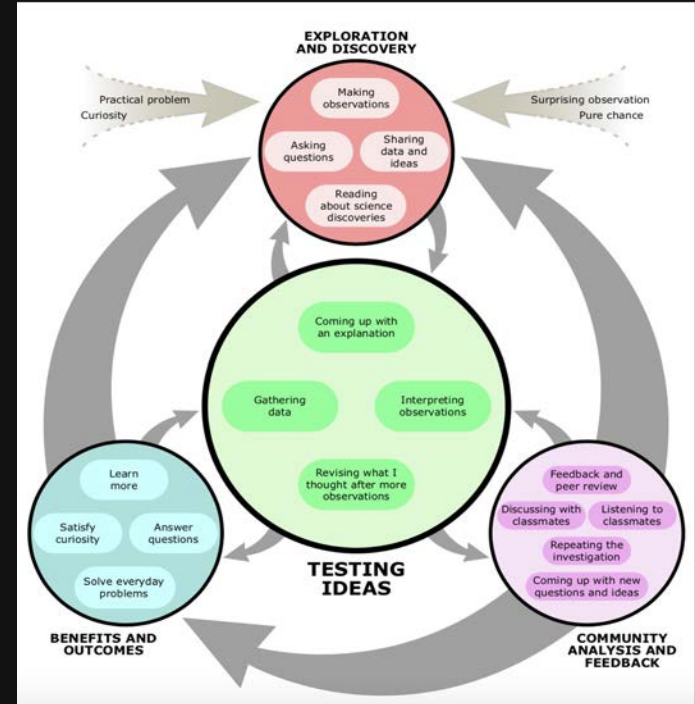 EXPLORATION
AND DISCOVERY
Practical problem
Curiosity
Surprising observation
Pure chance
Making
observations
Asking
questions
Sharing
data and
ideas
Reading
about science
discoveries
Coming up with
an explanation
Gathering
data
Interpreting
observations
Revising what I
thought after more
observations
TESTING
IDEAS
Learn
more
Satisfy
curiosity
Answer
questions
Solve everyday
problems
BENEFITS AND
OUTCOMES
Feedback and
peer review
Discussing with
classmates
Listening to
classmates
Repeating the
investigation
Coming up with new
questions and ideas
COMMUNITY
ANALYSIS AND
FEEDBACK